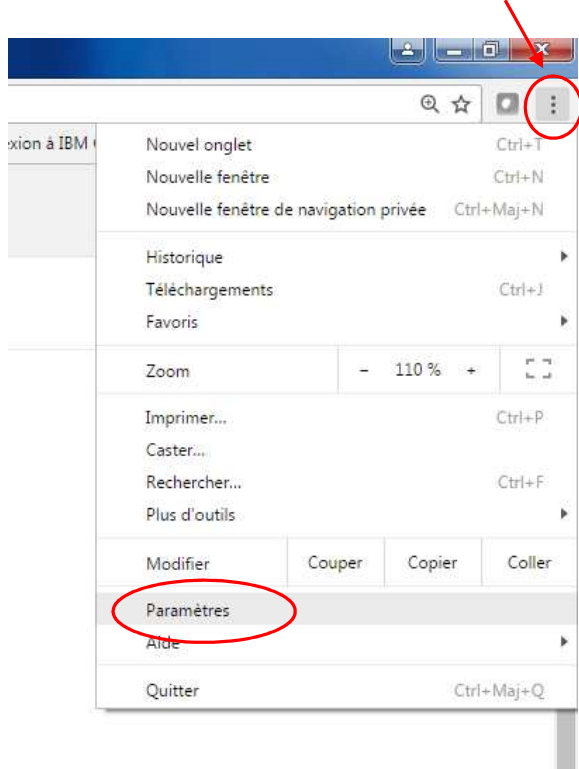 xion à IBM
Nouvel onglet Ctrl+T
Nouvelle fenêtre Ctrl+N
Nouvelle fenêtre de navigation privée Ctrl+Maj+N
Historique
Téléchargements Ctrl+J
Favoris
Zoom - 110 % +
Imprimer... Ctrl+P
Caster...
Rechercher... Ctrl+F
Plus d'outils
Modifier Couper Copier Coller
Paramètres
Aide
Quitter Ctrl+Maj+Q